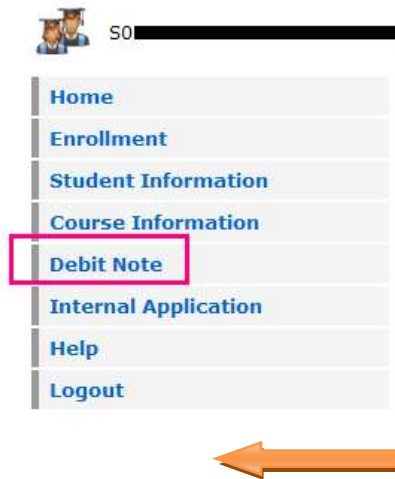 S0
Home
Enrollment
Student Information
Course Information
Debit Note
Internal Application
Help
Logout